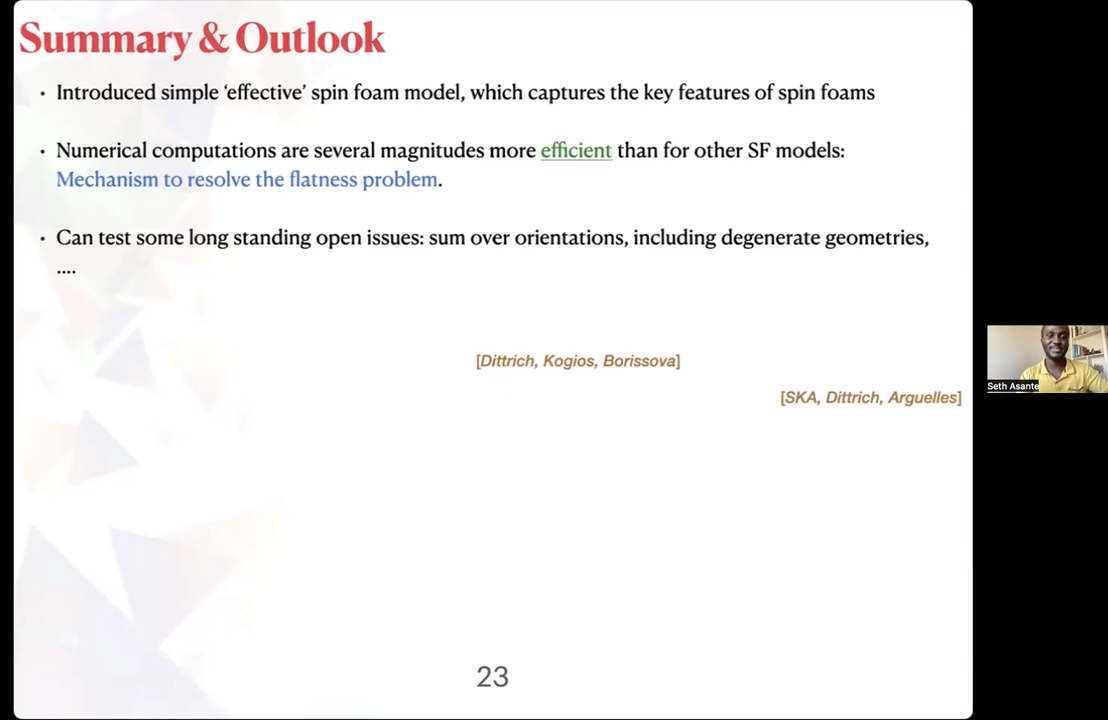 Summary & Outlook
• Introduced simple ‘effective’ spin foam model, which captures the key features of spin foams
• Numerical computations are several magnitudes more efficient than for other SF models:
Mechanism to resolve the flatness problem.
• Can test some long standing open issues: sum over orientations, including degenerate geometries,
....
[Dittrich, Kogios, Borissova]
[SKA, Dittrich, Arguelles]
Seth Asante
23